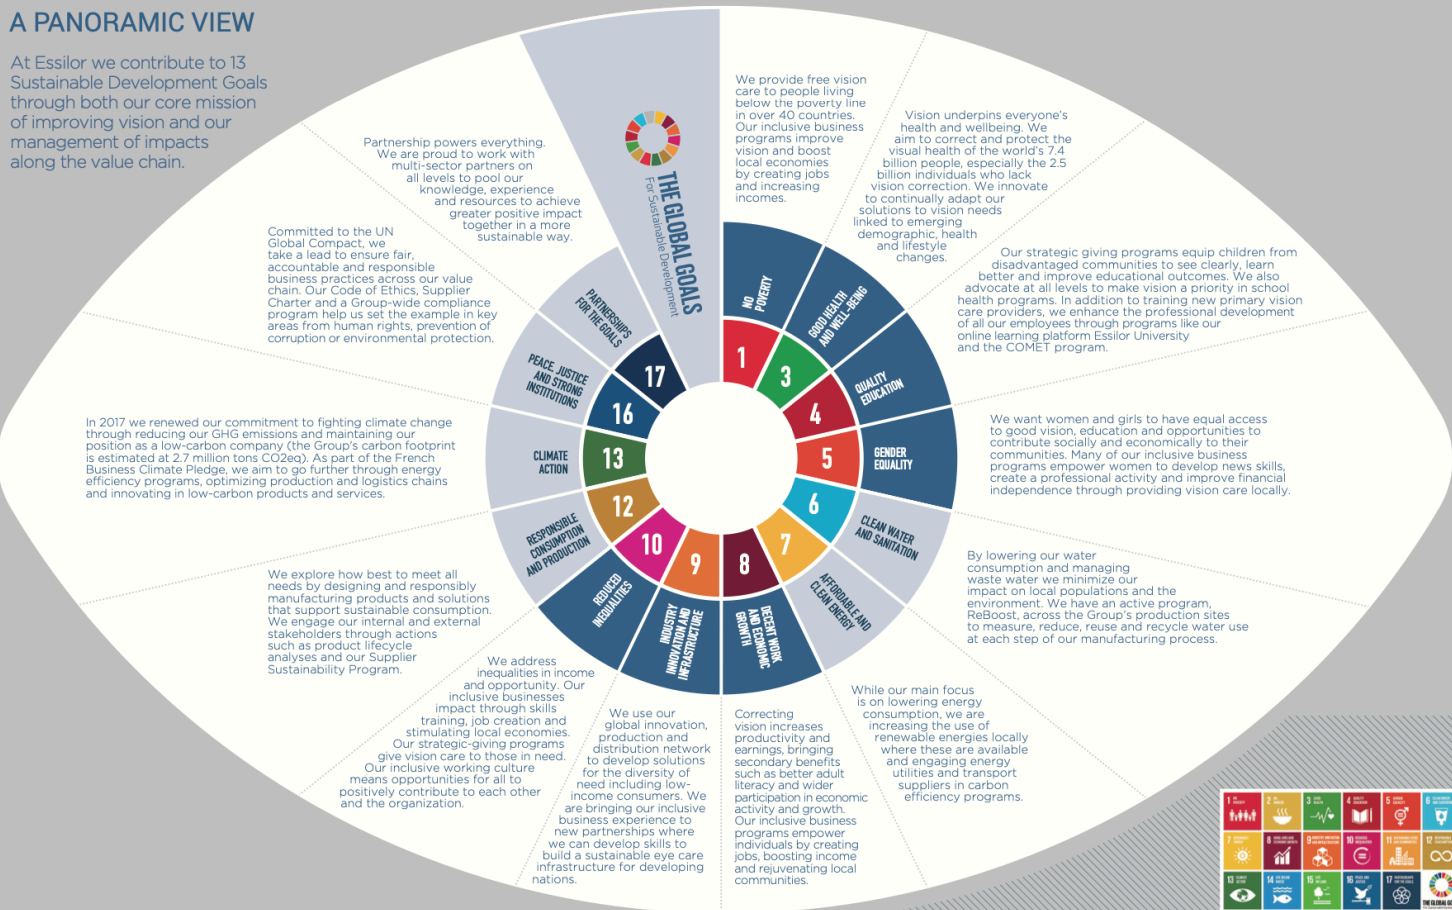 A PANORAMIC VIEW
At Essilor we contribute to 13
Sustainable Development Goals
through both our core mission
of improving vision and our
management of impacts
along the value chain.
THE GLOBAL GOALS
For Sustainable Development
We provide free vision
care to people living
below the poverty line
in over 40 countries.
Our inclusive business
programs improve
vision and boost
local economies
by creating jobs
and increasing
incomes.
NO
POVERTY
1
Vision underpins everyone's
health and wellbeing. We
aim to correct and protect the
visual health of the world's 7.4
billion people, especially the 2.5
billion individuals who lack
vision correction. We innovate
to continually adapt our
solutions to vision needs
linked to emerging
demographic, health
and lifestyle
changes.
GOOD HEALTH
AND WELL-BEING
3
Our strategic giving programs equip children from
disadvantaged communities to see clearly, learn
better and improve educational outcomes. We also
advocate at all levels to make vision a priority in school
health programs. In addition to training new primary vision
care providers, we enhance the professional development
of all our employees through programs like our
online learning platform Essilor University
and the COMET program.
QUALITY
EDUCATION
4
We want women and girls to have equal access
to good vision, education and opportunities to
contribute socially and economically to their
communities. Many of our inclusive business
programs empower women to develop news skills,
create a professional activity and improve financial
independence through providing vision care locally.
GENDER
EQUALITY
5
By lowering our water
consumption and managing
waste water we minimize our
impact on local populations and the
environment. We have an active program,
ReBoost, across the Group's production sites
to measure, reduce, reuse and recycle water use
at each step of our manufacturing process.
CLEAN WATER
AND SANITATION
6
While our main focus
is on lowering energy
consumption, we are
increasing the use of
renewable energies locally
where these are available
and engaging energy
utilities and transport
suppliers in carbon
efficiency programs.
AFFORDABLE AND
CLEAN ENERGY
7
Correcting
vision increases
productivity and
earnings, bringing
secondary benefits
such as better adult
literacy and wider
participation in economic
activity and growth.
Our inclusive business
programs empower
individuals by creating
jobs, boosting income
and rejuvenating local
communities.
DECENT WORK
AND ECONOMIC
GROWTH
8
We use our
global innovation,
production and
distribution network
to develop solutions
for the diversity of
need including low-
income consumers. We
are bringing our inclusive
business experience to
new partnerships where
we can develop skills to
build a sustainable eye care
infrastructure for developing
nations.
INDUSTRY
INNOVATION AND
INFRASTRUCTURE
9
We address
inequalities in income
and opportunity. Our
inclusive businesses
impact through skills
training, job creation and
stimulating local economies.
Our strategic-giving programs
give vision care to those in need.
Our inclusive working culture
means opportunities for all to
positively contribute to each other
and the organization.
REDUCED
INEQUALITIES
10
We explore how best to meet all
needs by designing and responsibly
manufacturing products and solutions
that support sustainable consumption.
We engage our internal and external
stakeholders through actions
such as product lifecycle
analyses and our Supplier
Sustainability Program.
RESPONSIBLE
CONSUMPTION
AND PRODUCTION
12
In 2017 we renewed our commitment to fighting climate change
through reducing our GHG emissions and maintaining our
position as a low-carbon company (the Group's carbon footprint
is estimated at 2.7 million tons CO2eq). As part of the French
Business Climate Pledge, we aim to go further through energy
efficiency programs, optimizing production and logistics chains
and innovating in low-carbon products and services.
CLIMATE
ACTION
13
Committed to the UN
Global Compact, we
take a lead to ensure fair,
accountable and responsible
business practices across our value
chain. Our Code of Ethics, Supplier
Charter and a Group-wide compliance
program help us set the example in key
areas from human rights, prevention of
corruption or environmental protection.
PEACE, JUSTICE
AND STRONG
INSTITUTIONS
16
Partnership powers everything.
We are proud to work with
multi-sector partners on
all levels to pool our
knowledge, experience
and resources to achieve
greater positive impact
together in a more
sustainable way.
PARTNERSHIPS
FOR THE GOALS
17
1
2
3
4
5
6
7
8
9
10
11
12
13
14
15
16
17